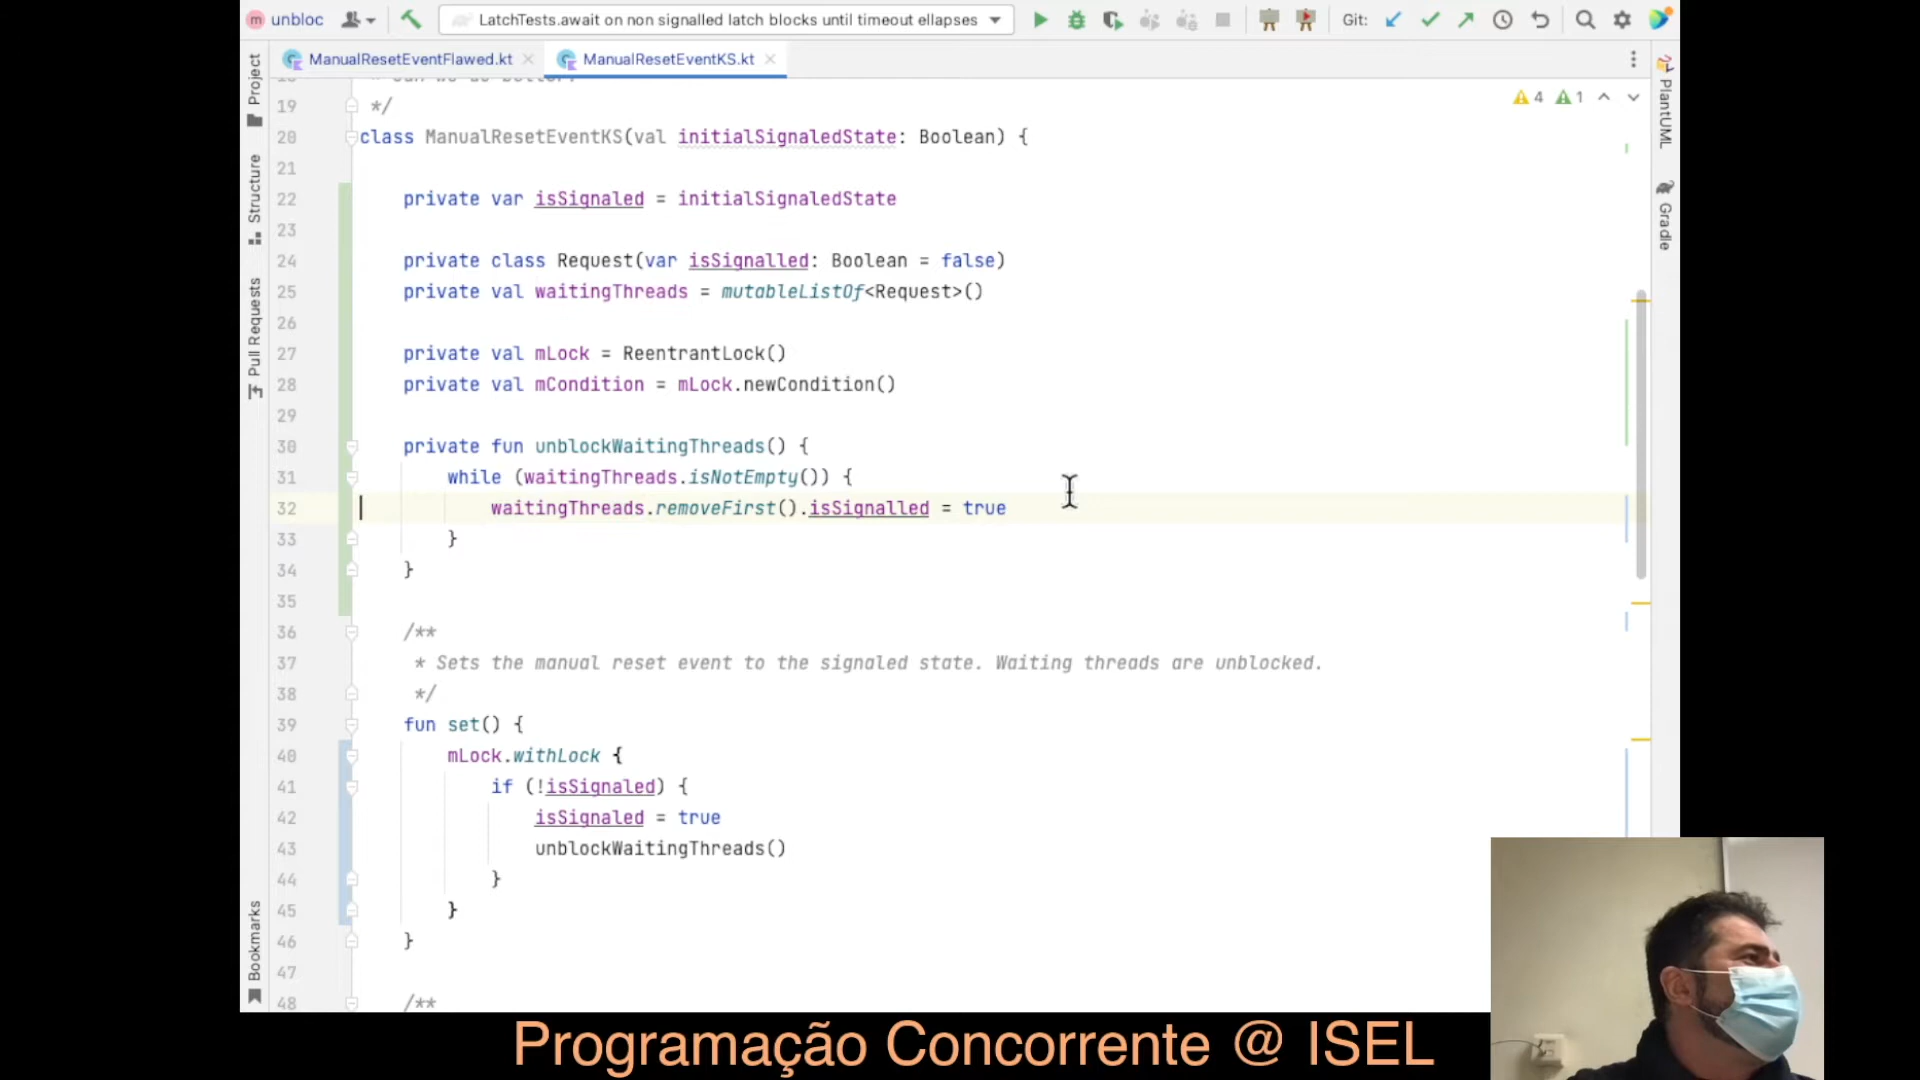 unbloc
LatchTests.await on non signalled latch blocks until timeout ellapses
Git:
ManualResetEventFlawed.kt
ManualResetEventKS.kt
Project
Structure
Pull Requests
Bookmarks
PlantUML
Gradle
4 1
19 */
20 class ManualResetEventKS(val initialSignaledState: Boolean) {
21
22 private var isSignaled = initialSignaledState
23
24 private class Request(var isSignalled: Boolean = false)
25 private val waitingThreads = mutableListOf<Request>()
26
27 private val mLock = ReentrantLock()
28 private val mCondition = mLock.newCondition()
29
30 private fun unblockWaitingThreads() {
31 while (waitingThreads.isNotEmpty()) {
32 waitingThreads.removeFirst().isSignalled = true
33 }
34 }
35
36 /**
37 * Sets the manual reset event to the signaled state. Waiting threads are unblocked.
38 */
39 fun set() {
40 mLock.withLock {
41 if (!isSignaled) {
42 isSignaled = true
43 unblockWaitingThreads()
44 }
45 }
46 }
47
48 /**
Programação Concorrente @ ISEL